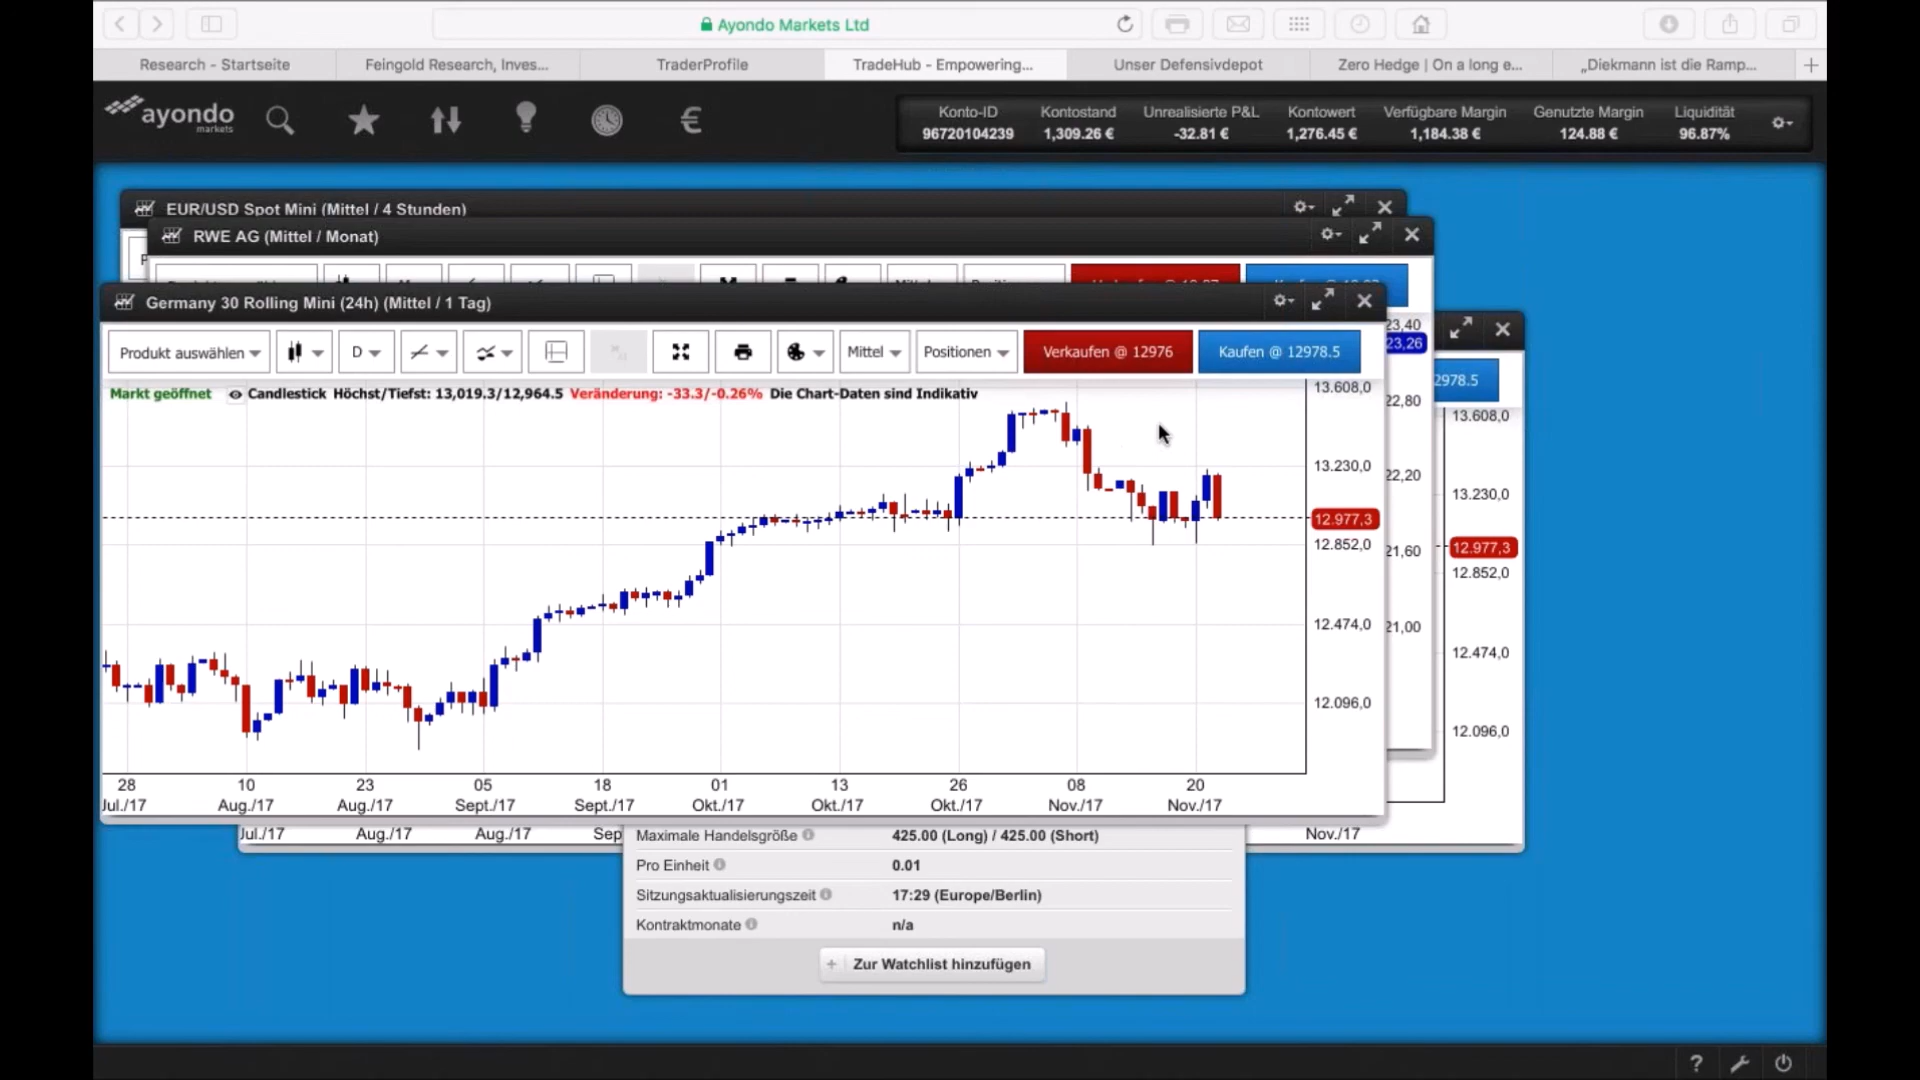 Ayondo Markets Ltd
Research - Startseite
Feingold Research, Inves...
TraderProfile
TradeHub - Empowering...
Unser Defensivdepot
Zero Hedge | On a long e...
„Diekmann ist die Ramp...
ayondo
markets
€
Konto-ID
96720104239
Kontostand
1,309.26 €
Unrealisierte P&L
-32.81 €
Kontowert
1,276.45 €
Verfügbare Margin
1,184.38 €
Genutzte Margin
124.88 €
Liquidität
96.87%
EUR/USD Spot Mini (Mittel / 4 Stunden)
RWE AG (Mittel / Monat)
Germany 30 Rolling Mini (24h) (Mittel / 1 Tag)
Produkt auswählen
D
Mittel
Positionen
Verkaufen @ 12976
Kaufen @ 12978.5
Markt geöffnet
Candlestick Höchst/Tiefst: 13,019.3/12,964.5 Veränderung: -33.3/-0.26% Die Chart-Daten sind Indikativ
13.608,0
13.230,0
12.977,3
12.852,0
12.474,0
12.096,0
28
Jul./17
10
Aug./17
23
Aug./17
05
Sept./17
18
Sept./17
01
Okt./17
13
Okt./17
26
Okt./17
08
Nov./17
20
Nov./17
23,40
23,26
22,80
22,20
21,60
21,00
2978.5
13.608,0
13.230,0
12.977,3
12.852,0
12.474,0
12.096,0
Jul./17
Aug./17
Aug./17
Sep
Nov./17
Maximale Handelsgröße
425.00 (Long) / 425.00 (Short)
Pro Einheit
0.01
Sitzungsaktualisierungszeit
17:29 (Europe/Berlin)
Kontraktmonate
n/a
+ Zur Watchlist hinzufügen
?